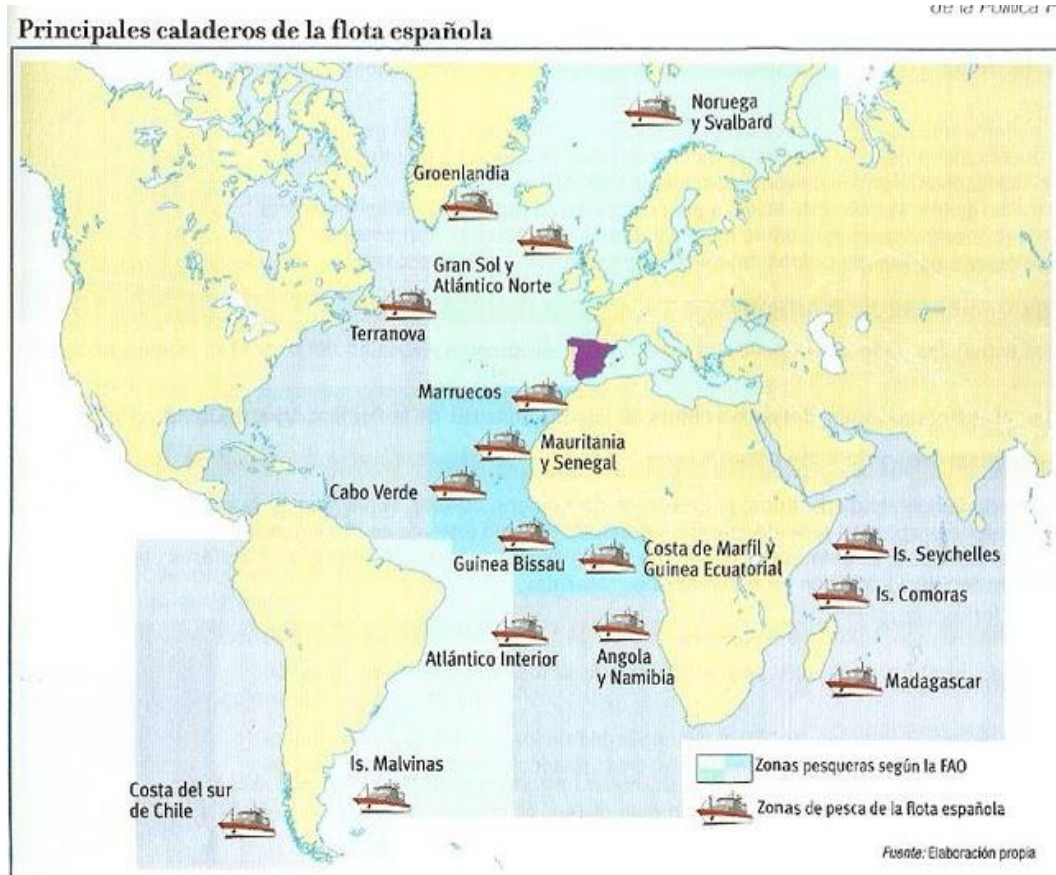 de la Política P
Principales caladeros de la flota española
Noruega
y Svalbard
Groenlandia
Gran Sol y
Atlántico Norte
Terranova
Marruecos
Mauritania
y Senegal
Cabo Verde
Guinea Bissau
Costa de Marfil y
Guinea Ecuatorial
Is. Seychelles
Is. Comoras
Atlántico Interior
Angola
y Namibia
Madagascar
Is. Malvinas
Costa del sur
de Chile
Zonas pesqueras según la FAO
Zonas de pesca de la flota española
Fuente: Elaboración propia